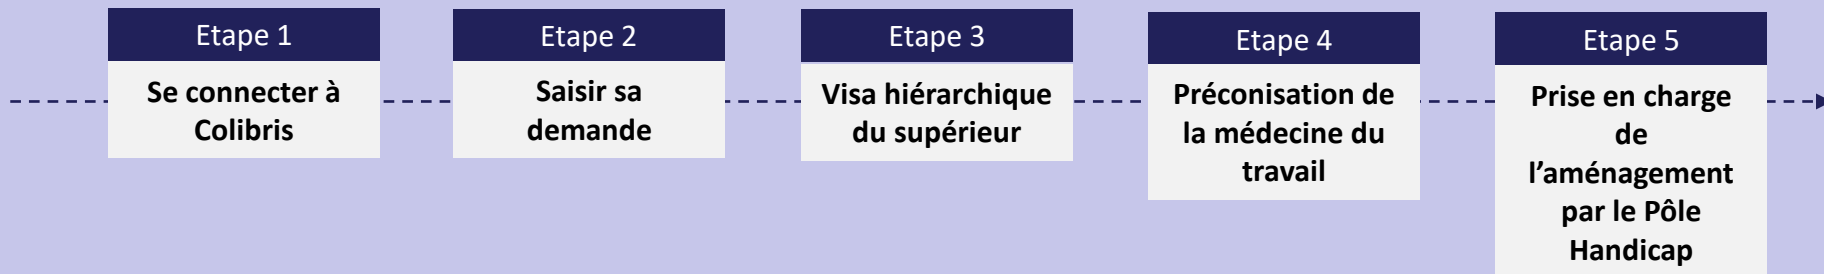 Etape 1
Se connecter à
Colibris
Etape 2
Saisir sa
demande
Etape 3
Visa hiérarchique
du supérieur
Etape 4
Préconisation de
la médecine du
travail
Etape 5
Prise en charge
de
l’aménagement
par le Pôle
Handicap